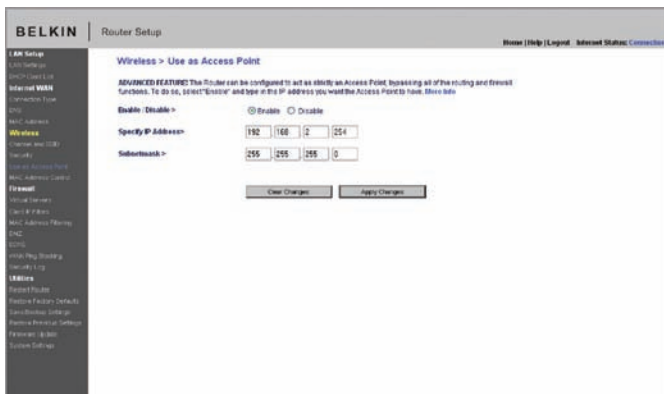 BELKIN
Router Setup
Home | Help | Logout Internet Status: Connection
LAN Setup
LAN Settings
DHCP Client List
Internet WAN
Connection Type
DNS
MAC Address
Wireless
Channel and SSID
Security
Use as Access Point
MAC Address Control
Firewall
Virtual Servers
Client IP Filters
MAC Address Filtering
DMZ
DDNS
WAN Ping Blocking
Security Log
Utilities
Restart Router
Restore Factory Defaults
Save/Backup Settings
Restore Previous Settings
Firmware Update
System Settings
Wireless > Use as Access Point
ADVANCED FEATURE! The Router can be configured to act as strictly an Access Point, bypassing all of the routing and firewall
functions. To do so, select "Enable" and type in the IP address you want the Access Point to have. More Info
Enable / Disable > Enable Disable
Specify IP Address> 192 168 2 254
Subnetmask > 255 255 255 0
Clear Changes Apply Changes